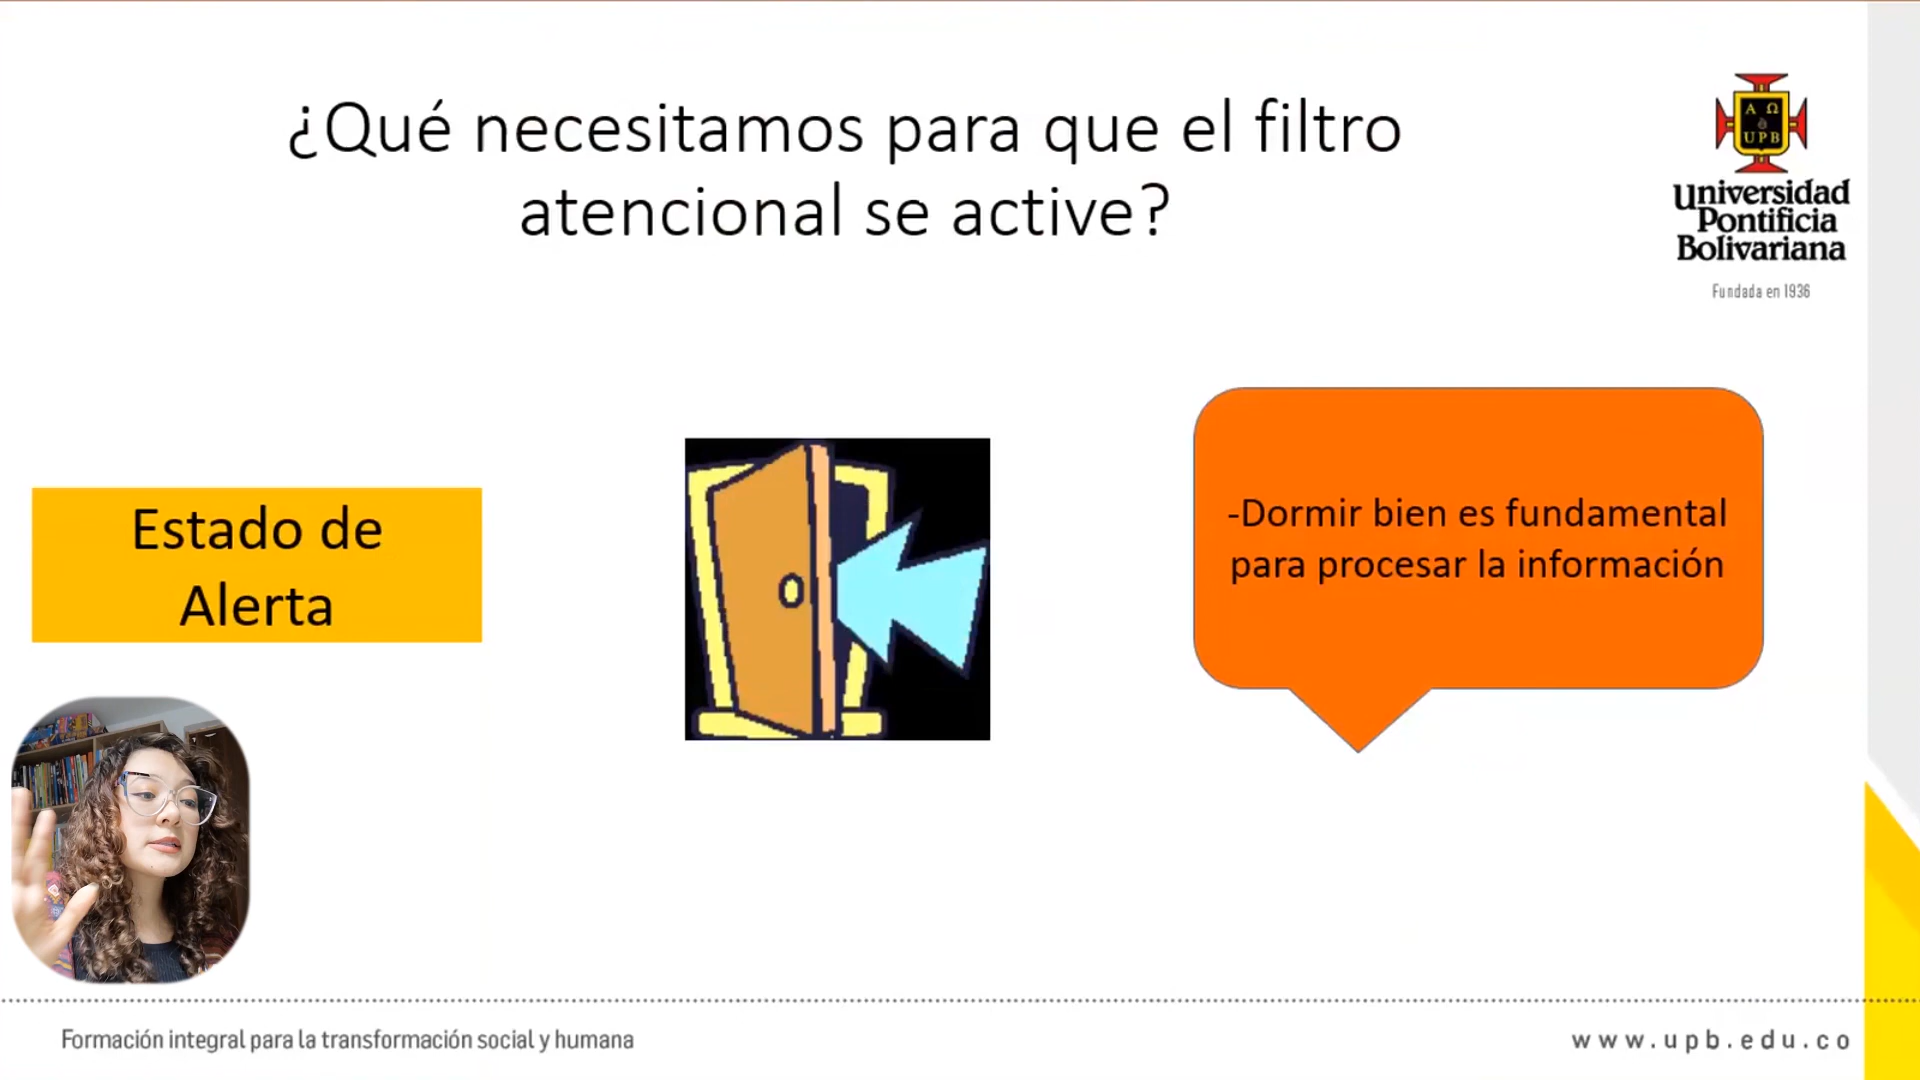 ¿Qué necesitamos para que el filtro
atencional se active?
A Ω
UPB
Universidad
Pontificia
Bolivariana
Fundada en 1936
Estado de
Alerta
-Dormir bien es fundamental
para procesar la información
Formación integral para la transformación social y humana
www.upb.edu.co